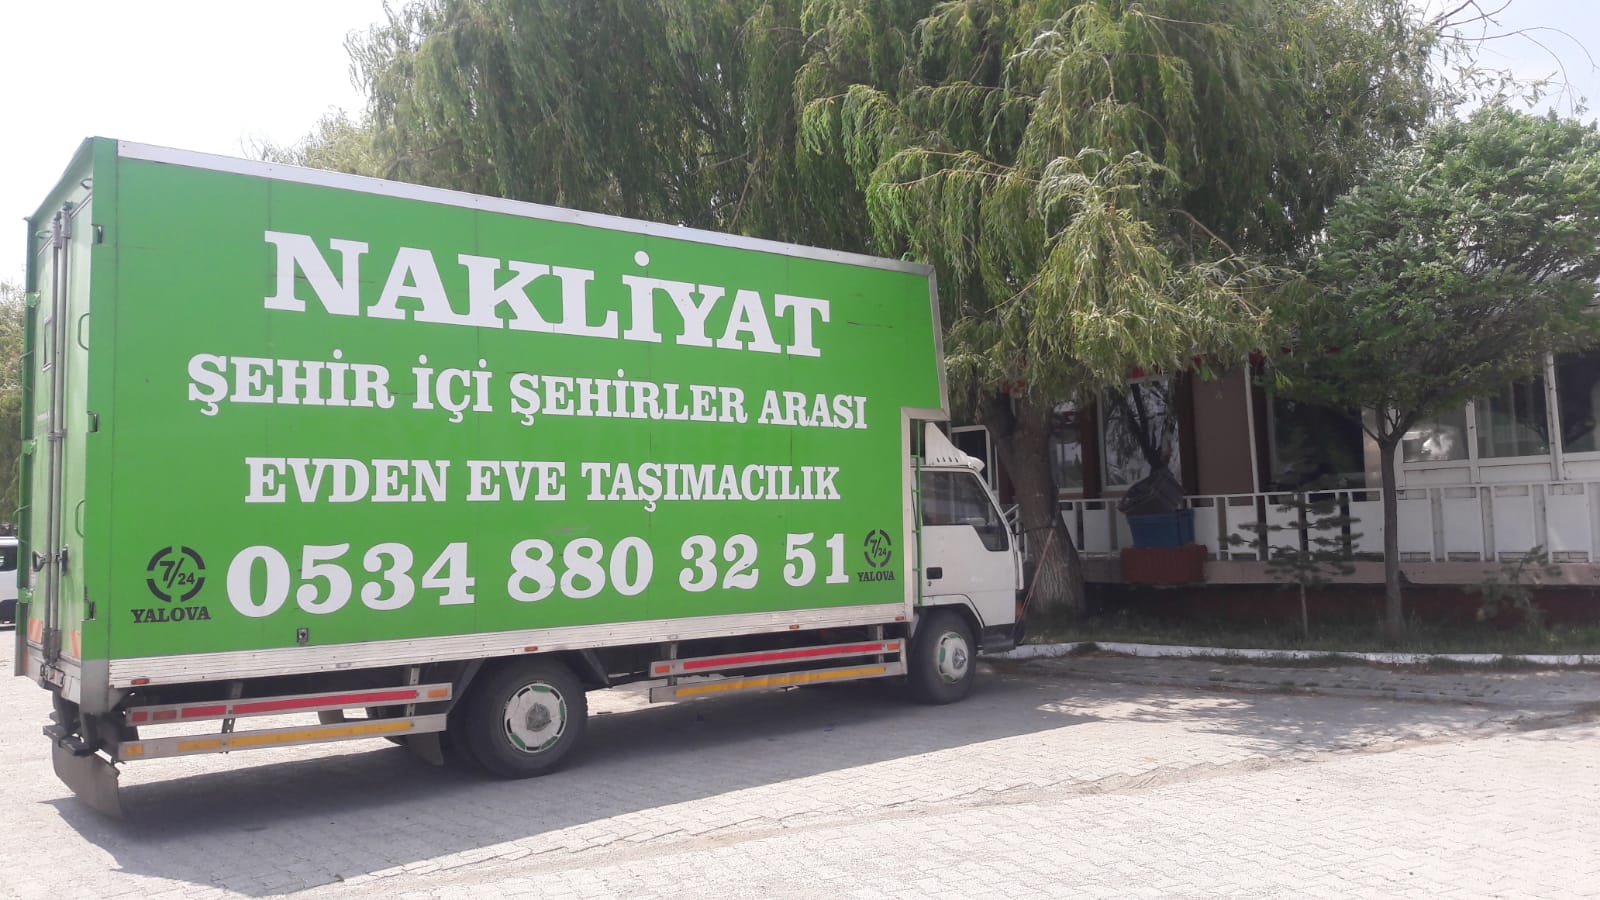 NAKLİYAT
ŞEHİR İÇİ ŞEHİRLER ARASI
EVDEN EVE TAŞIMACILIK
0534 880 32 51
7/24
YALOVA
7/24
YALOVA